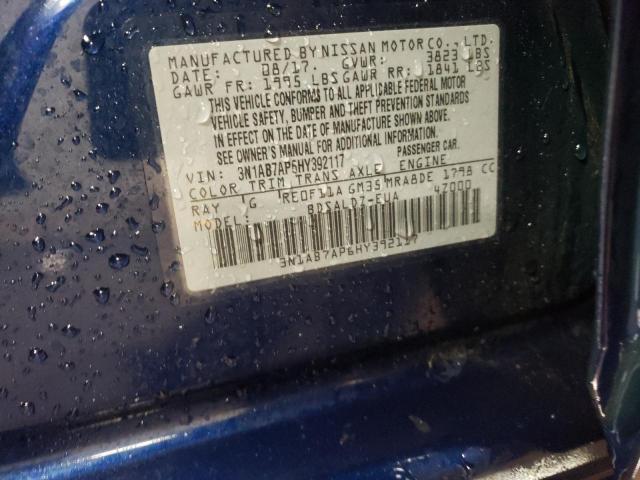 MANUFACTURED BY NISSAN MOTOR CO., LTD.
DATE: 08/17 GVWR: 3823 LBS
GAWR FR: 1995 LBS GAWR RR: 1841 LBS
THIS VEHICLE CONFORMS TO ALL APPLICABLE FEDERAL MOTOR
VEHICLE SAFETY, BUMPER AND THEFT PREVENTION STANDARDS
IN EFFECT ON THE DATE OF MANUFACTURE SHOWN ABOVE.
SEE OWNER'S MANUAL FOR ADDITIONAL INFORMATION.
VIN: 3N1AB7AP5HY392117 PASSENGER CAR.
COLOR TRIM TRANS AXLE ENGINE
RAY G RE0F11A GM35 MRA8DE 1798 CC
MODEL: BDSALD7-EUA 47000
3N1AB7AP6HY392117